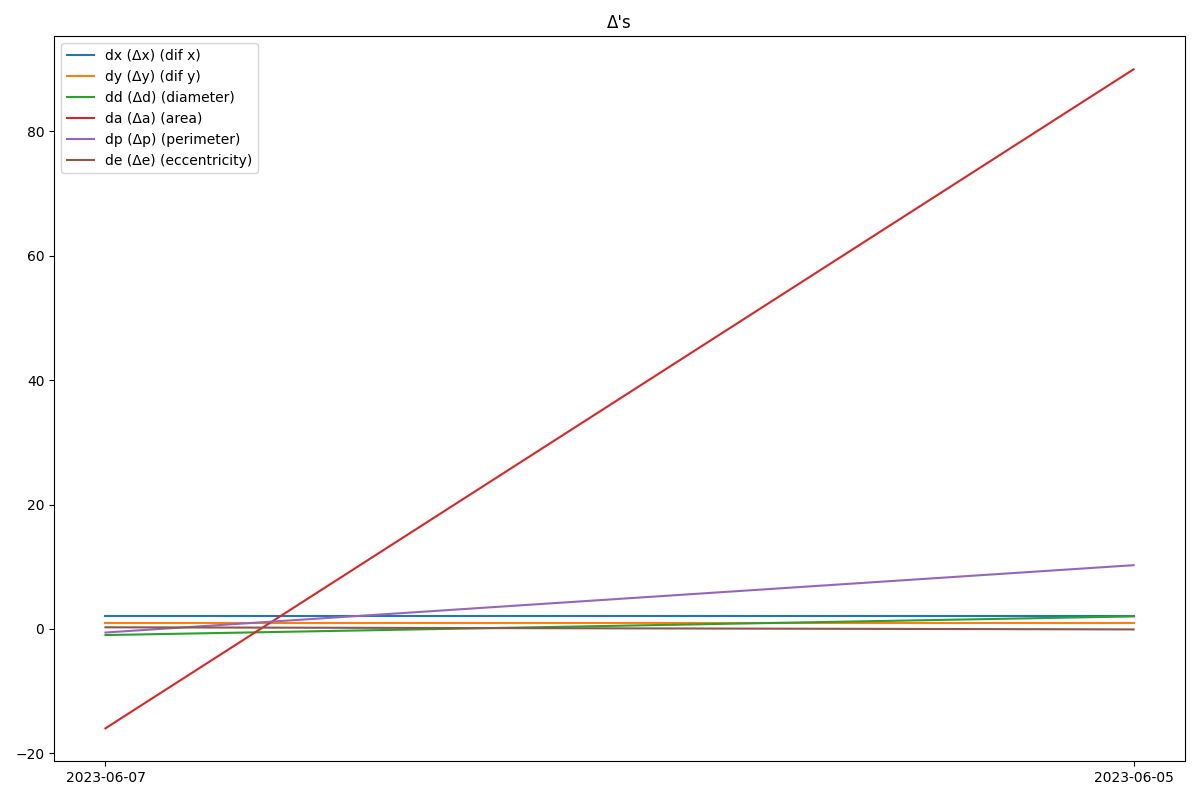 Δ's
dx (Δx) (dif x)
dy (Δy) (dif y)
dd (Δd) (diameter)
da (Δa) (area)
dp (Δp) (perimeter)
de (Δe) (eccentricity)
80
60
40
20
0
−20
2023-06-07 2023-06-05